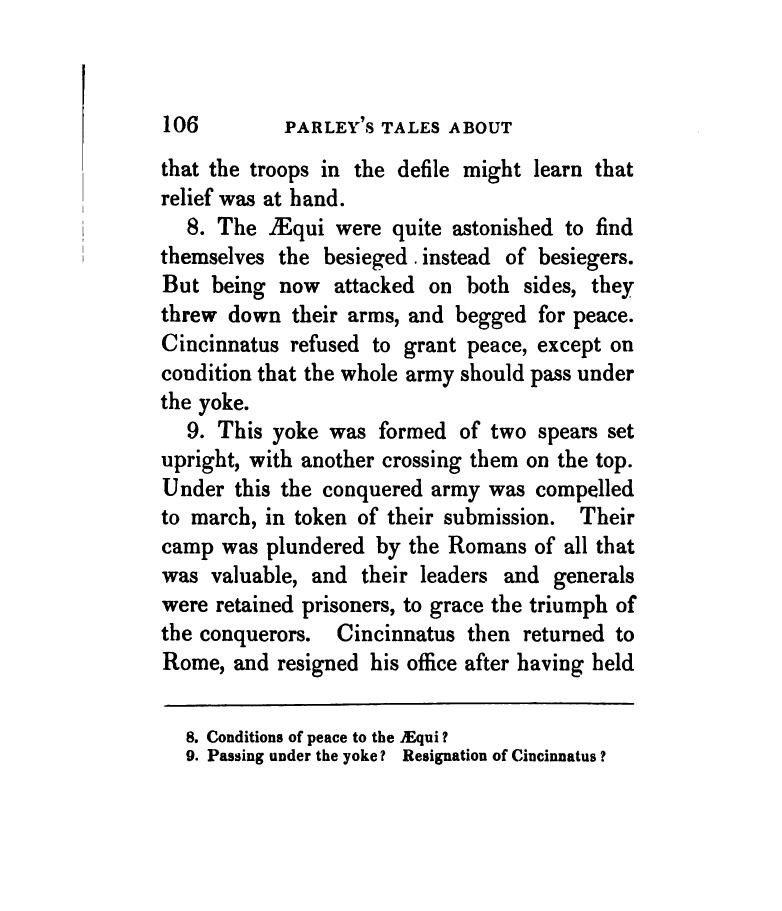 106 PARLEY'S TALES ABOUT
that the troops in the defile might learn that
relief was at hand.
8. The Æqui were quite astonished to find
themselves the besieged instead of besiegers.
But being now attacked on both sides, they
threw down their arms, and begged for peace.
Cincinnatus refused to grant peace, except on
condition that the whole army should pass under
the yoke.
9. This yoke was formed of two spears set
upright, with another crossing them on the top.
Under this the conquered army was compelled
to march, in token of their submission. Their
camp was plundered by the Romans of all that
was valuable, and their leaders and generals
were retained prisoners, to grace the triumph of
the conquerors. Cincinnatus then returned to
Rome, and resigned his office after having held
8. Conditions of peace to the Æqui?
9. Passing under the yoke? Resignation of Cincinnatus?